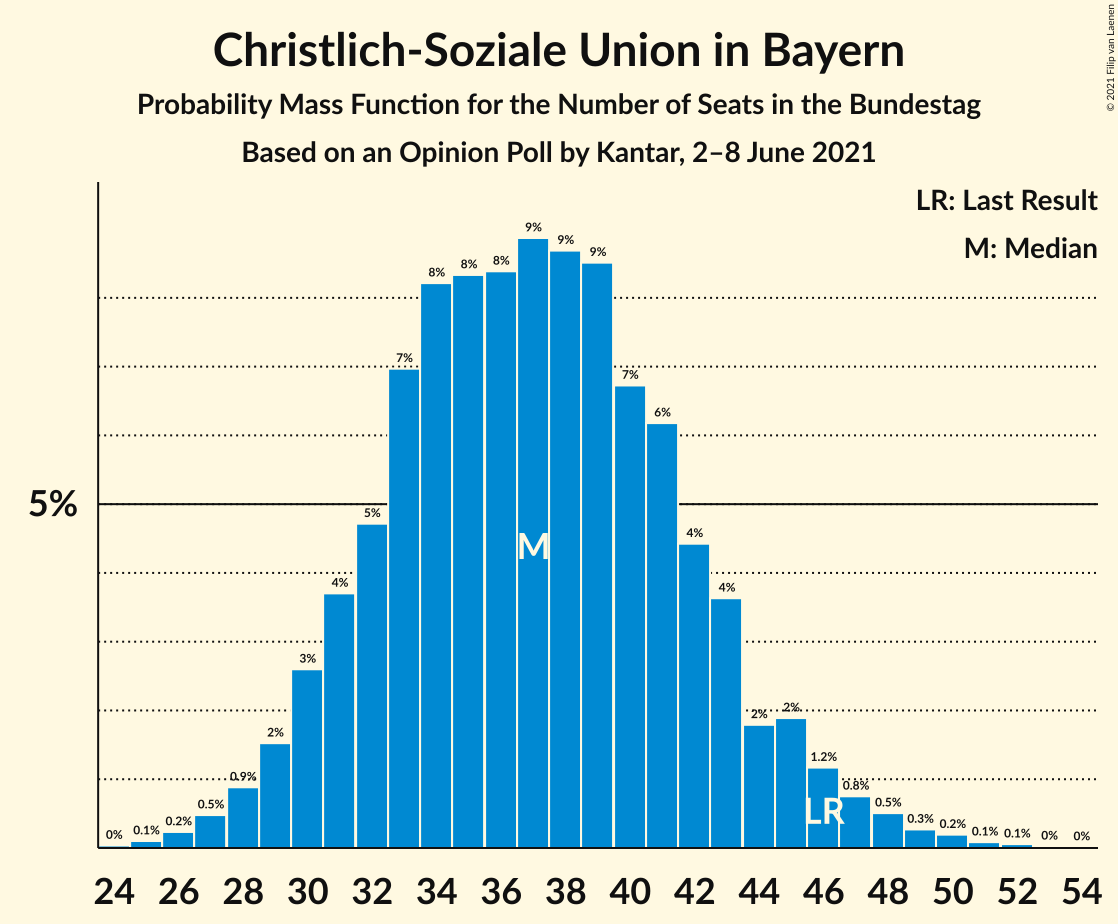 Christlich-Soziale Union in Bayern
Probability Mass Function for the Number of Seats in the Bundestag
Based on an Opinion Poll by Kantar, 2–8 June 2021
© 2021 Filip van Laenen
LR: Last Result
M: Median
5%
0% 0.1% 0.2% 0.5% 0.9% 2% 3% 4% 5% 7% 8% 8% 8% 9% 9% 9% 7% 6% 4% 4% 2% 2% 1.2% 0.8% 0.5% 0.3% 0.2% 0.1% 0.1% 0% 0%
M
LR
24 26 28 30 32 34 36 38 40 42 44 46 48 50 52 54